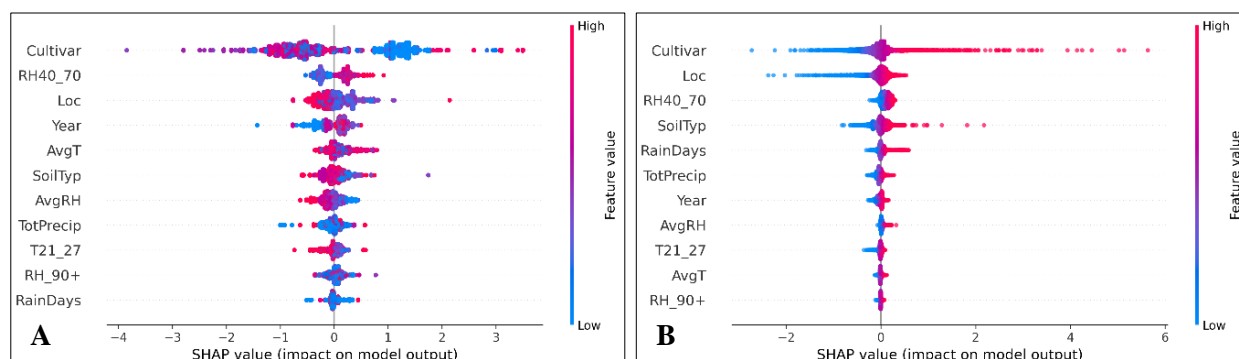 High
Cultivar
RH40_70
Loc
Year
AvgT
SoilTyp
AvgRH
TotPrecip
T21_27
RH_90+
RainDays
Feature value
Low
−4 −3 −2 −1 0 1 2 3
SHAP value (impact on model output)
A
High
Cultivar
Loc
RH40_70
SoilTyp
RainDays
TotPrecip
Year
AvgRH
T21_27
AvgT
RH_90+
Feature value
Low
−2 0 2 4 6
SHAP value (impact on model output)
B